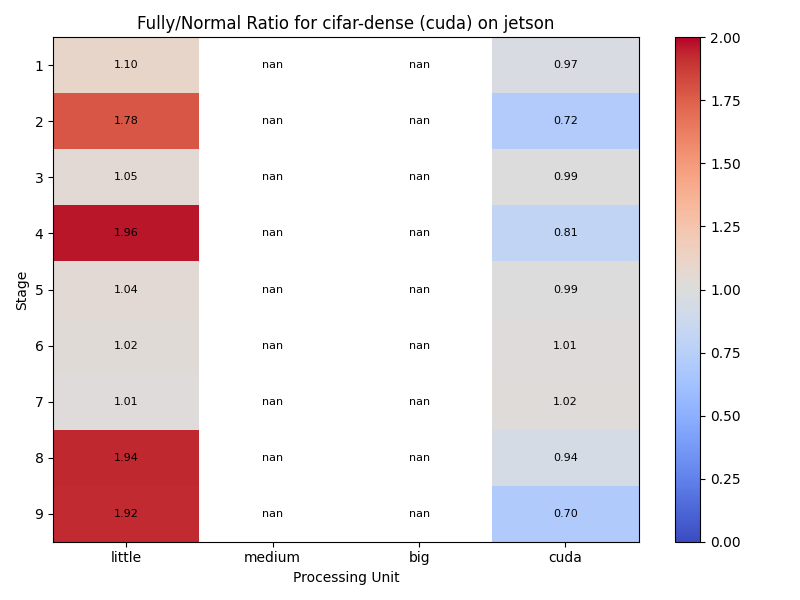 Fully/Normal Ratio for cifar-dense (cuda) on jetson
Stage
1 1.10 nan nan 0.97
2 1.78 nan nan 0.72
3 1.05 nan nan 0.99
4 1.96 nan nan 0.81
5 1.04 nan nan 0.99
6 1.02 nan nan 1.01
7 1.01 nan nan 1.02
8 1.94 nan nan 0.94
9 1.92 nan nan 0.70
little medium big cuda
Processing Unit
2.00
1.75
1.50
1.25
1.00
0.75
0.50
0.25
0.00